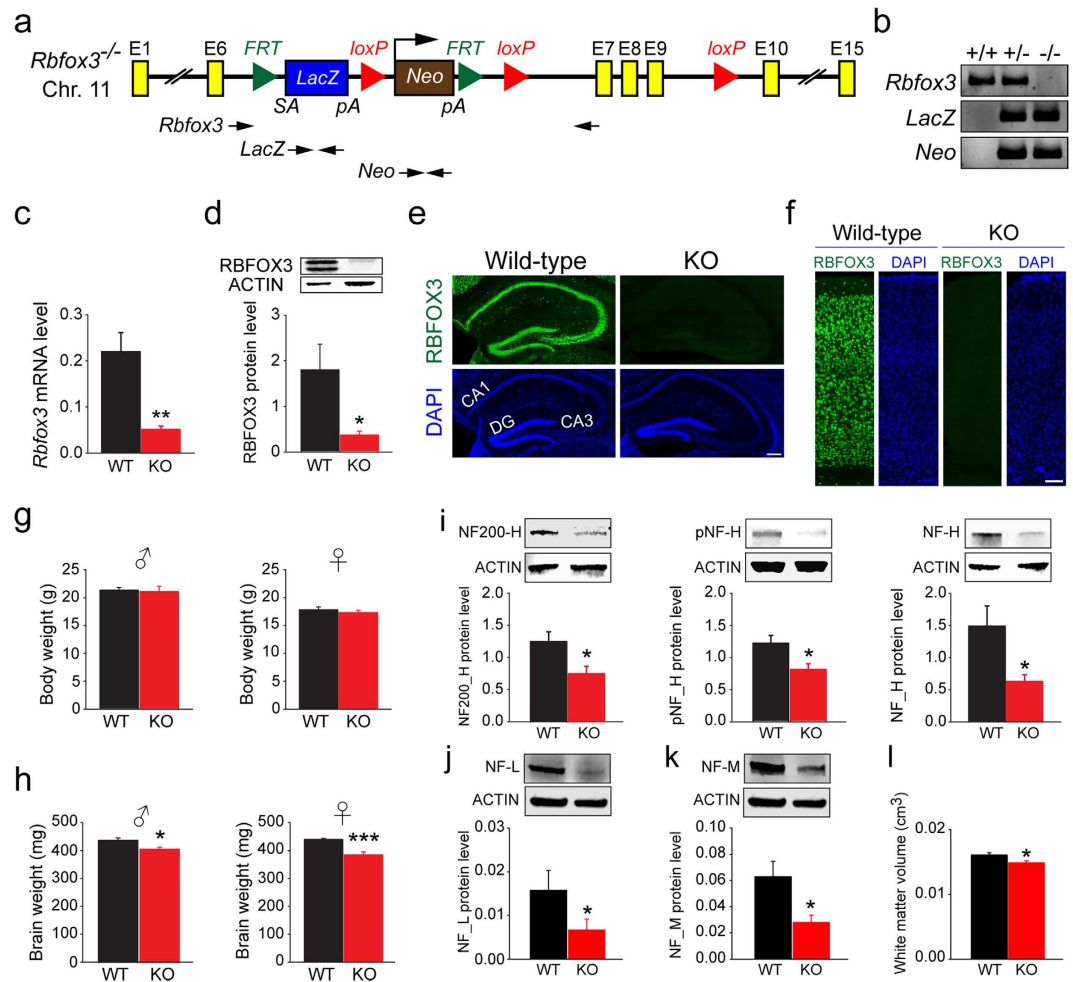 a
Rbfox3-/-
Chr. 11
E1
E6
FRT
LacZ
loxP
Neo
FRT
loxP
E7 E8 E9
loxP
E10
E15
SA
pA
pA
Rbfox3
LacZ
Neo
b
+/+ +/- -/-
Rbfox3
LacZ
Neo
c
Rbfox3 mRNA level
0.3
0.2
0.1
0.0
**
WT KO
d
RBFOX3
ACTIN
RBFOX3 protein level
3
2
1
0
*
WT KO
e
Wild-type KO
RBFOX3
DAPI
CA1
DG
CA3
f
Wild-type KO
RBFOX3 DAPI RBFOX3 DAPI
g
♂
Body weight (g)
25
20
15
10
5
0
WT KO
♀
Body weight (g)
25
20
15
10
5
0
WT KO
h
♂
Brain weight (mg)
500
400
300
200
100
0
*
WT KO
♀
Brain weight (mg)
500
400
300
200
100
0
***
WT KO
i
NF200-H
ACTIN
NF200_H protein level
2.0
1.5
1.0
0.5
0.0
*
WT KO
pNF-H
ACTIN
pNF_H protein level
2.0
1.5
1.0
0.5
0.0
*
WT KO
NF-H
ACTIN
NF_H protein level
2.0
1.5
1.0
0.5
0.0
*
WT KO
j
NF-L
ACTIN
NF_L protein level
0.03
0.02
0.01
0.00
*
WT KO
k
NF-M
ACTIN
NF_M protein level
0.10
0.08
0.06
0.04
0.02
0.00
*
WT KO
l
White matter volume (cm³)
0.02
0.01
0.00
*
WT KO